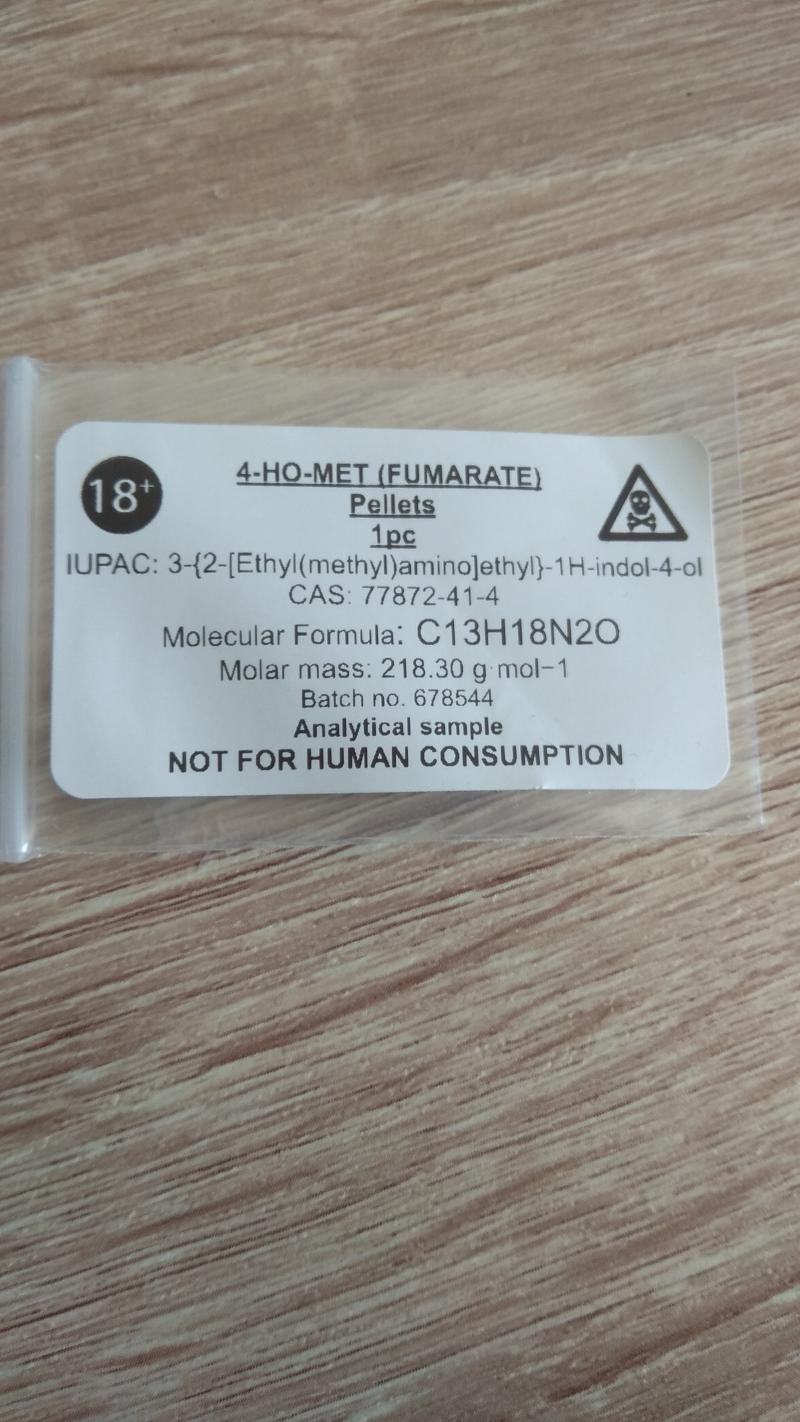 18+
4-HO-MET (FUMARATE)
Pellets
1pc
IUPAC: 3-{2-[Ethyl(methyl)amino]ethyl}-1H-indol-4-ol
CAS: 77872-41-4
Molecular Formula: C13H18N2O
Molar mass: 218.30 g·mol−1
Batch no. 678544
Analytical sample
NOT FOR HUMAN CONSUMPTION